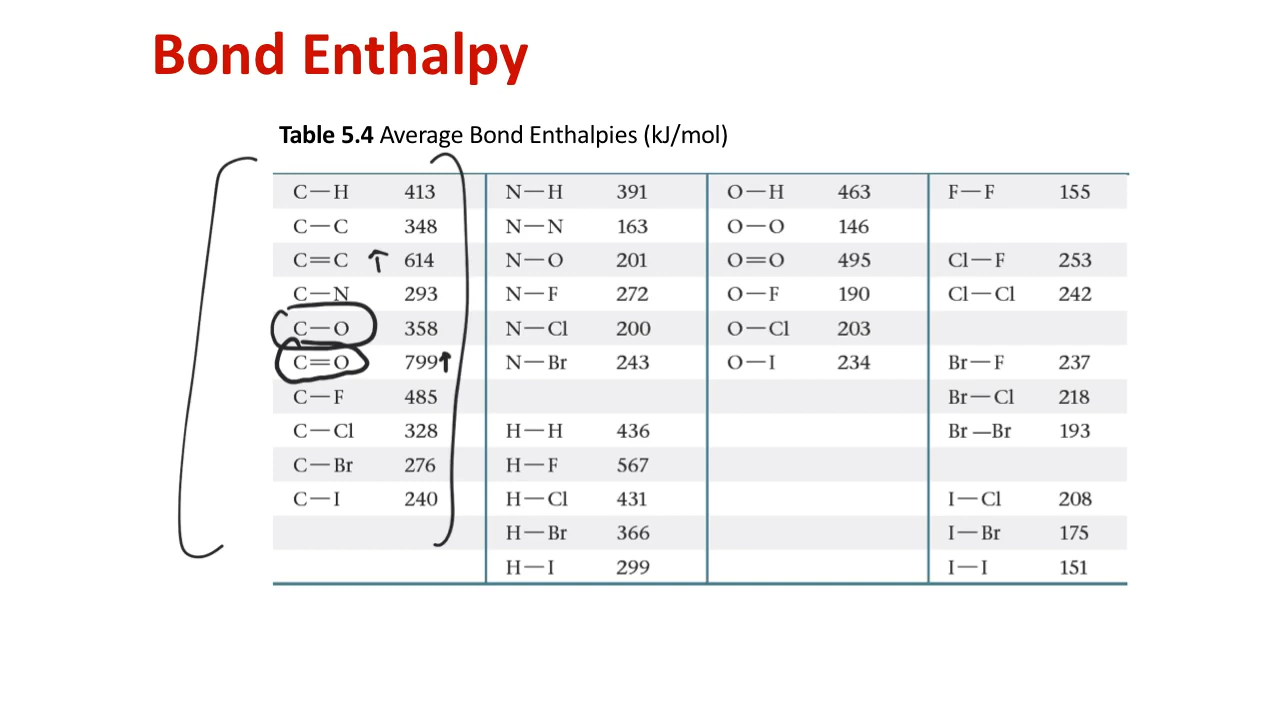 Bond Enthalpy
Table 5.4 Average Bond Enthalpies (kJ/mol)
C—H 413 N—H 391 O—H 463 F—F 155
C—C 348 N—N 163 O—O 146
C=C ↑ 614 N—O 201 O=O 495 Cl—F 253
C—N 293 N—F 272 O—F 190 Cl—Cl 242
C—O 358 N—Cl 200 O—Cl 203
C=O 799↑ N—Br 243 O—I 234 Br—F 237
C—F 485 Br—Cl 218
C—Cl 328 H—H 436 Br—Br 193
C—Br 276 H—F 567
C—I 240 H—Cl 431 I—Cl 208
H—Br 366 I—Br 175
H—I 299 I—I 151